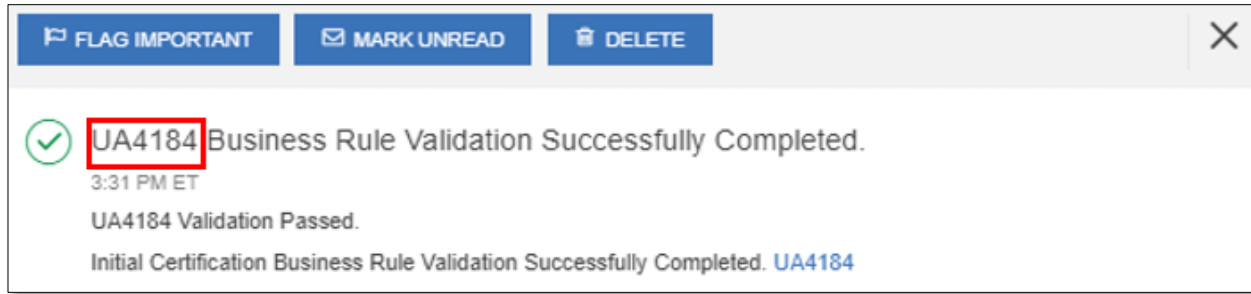 FLAG IMPORTANT MARK UNREAD DELETE
UA4184 Business Rule Validation Successfully Completed.
3:31 PM ET
UA4184 Validation Passed.
Initial Certification Business Rule Validation Successfully Completed. UA4184